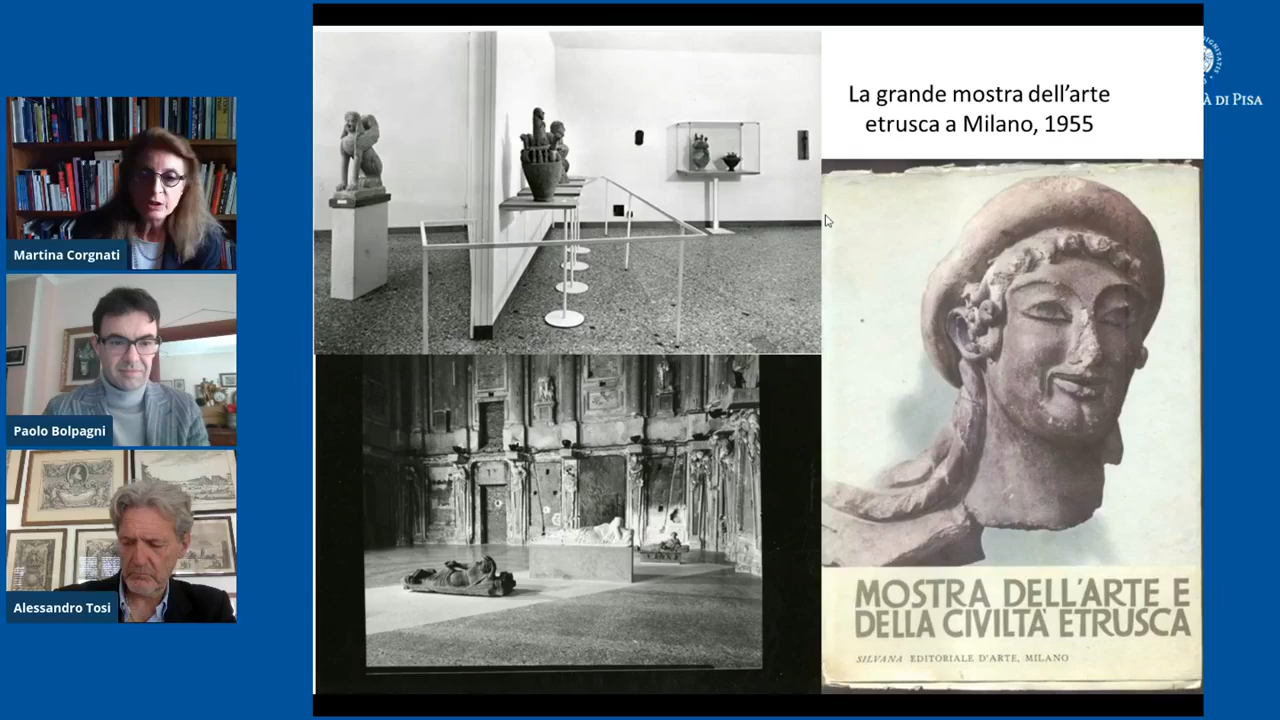 La grande mostra dell'arte
etrusca a Milano, 1955
DIGNITATIS
À DI PISA
Martina Corgnati
Paolo Bolpagni
Alessandro Tosi
MOSTRA DELL'ARTE E
DELLA CIVILTÀ ETRUSCA
SILVANA EDITORIALE D'ARTE, MILANO